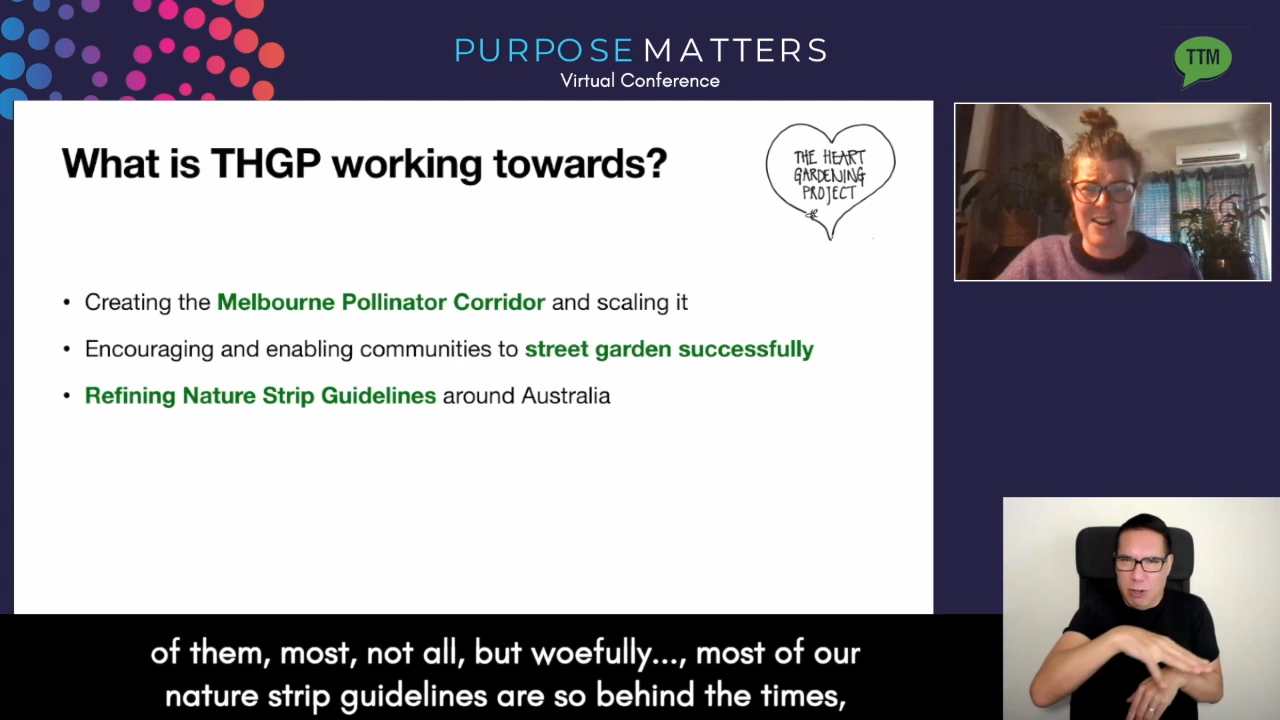 PURPOSE MATTERS
Virtual Conference
TTM
What is THGP working towards?
THE HEART
GARDENING
PROJECT
• Creating the Melbourne Pollinator Corridor and scaling it
• Encouraging and enabling communities to street garden successfully
• Refining Nature Strip Guidelines around Australia
of them, most, not all, but woefully..., most of our
nature strip guidelines are so behind the times,